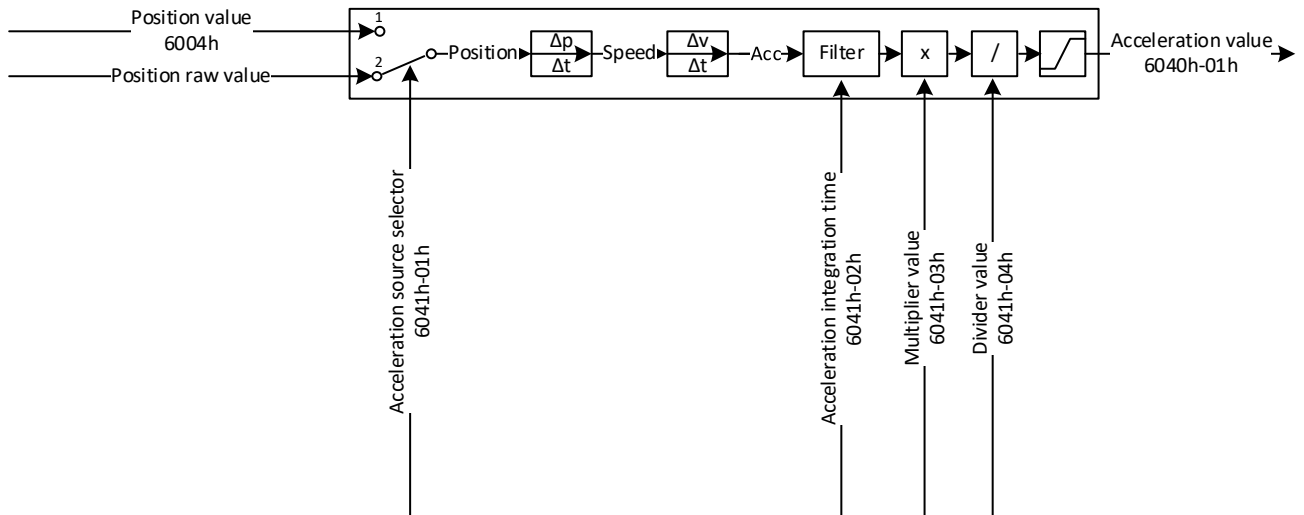 Position value
6004h
Position raw value
1
2
Position
Δp
Δt
Speed
Δv
Δt
Acc
Filter
x
/
Acceleration value
6040h-01h
Acceleration source selector
6041h-01h
Acceleration integration time
6041h-02h
Multiplier value
6041h-03h
Divider value
6041h-04h